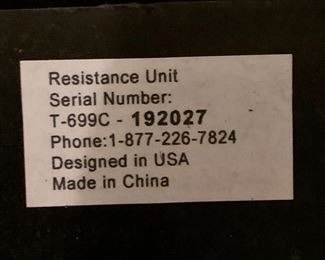 Resistance Unit
Serial Number:
T-699C - 192027
Phone:1-877-226-7824
Designed in USA
Made in China